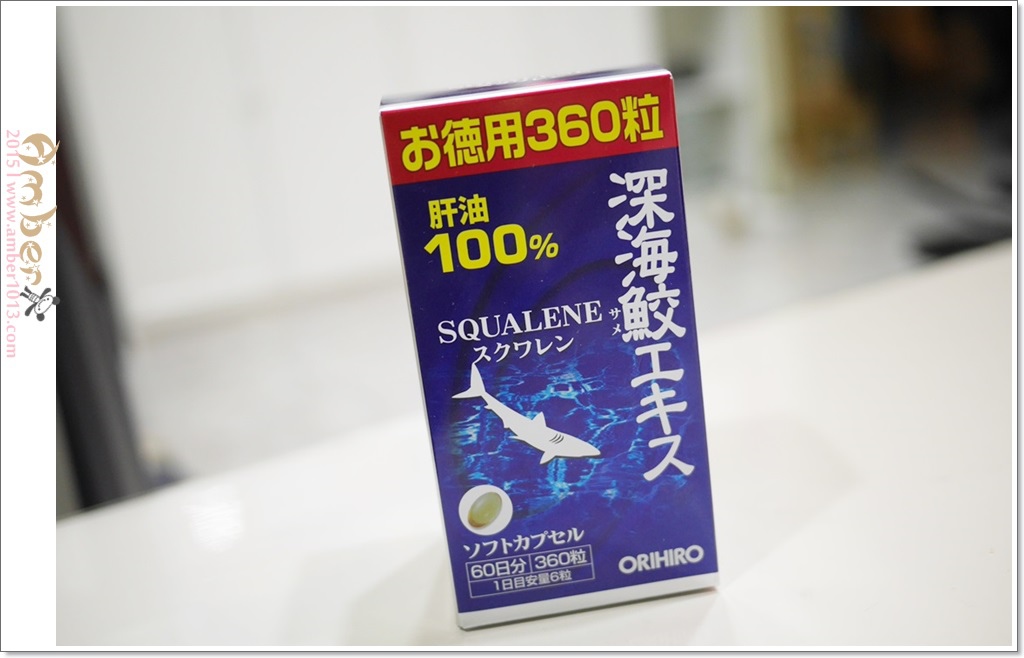 お徳用360粒
肝油
100%
深海鮫エキス
サメ
SQUALENE
スクワレン
ソフトカプセル
60日分 360粒
1日目安量6粒
ORIHIRO
Amber
2015 | www.amber1013.com